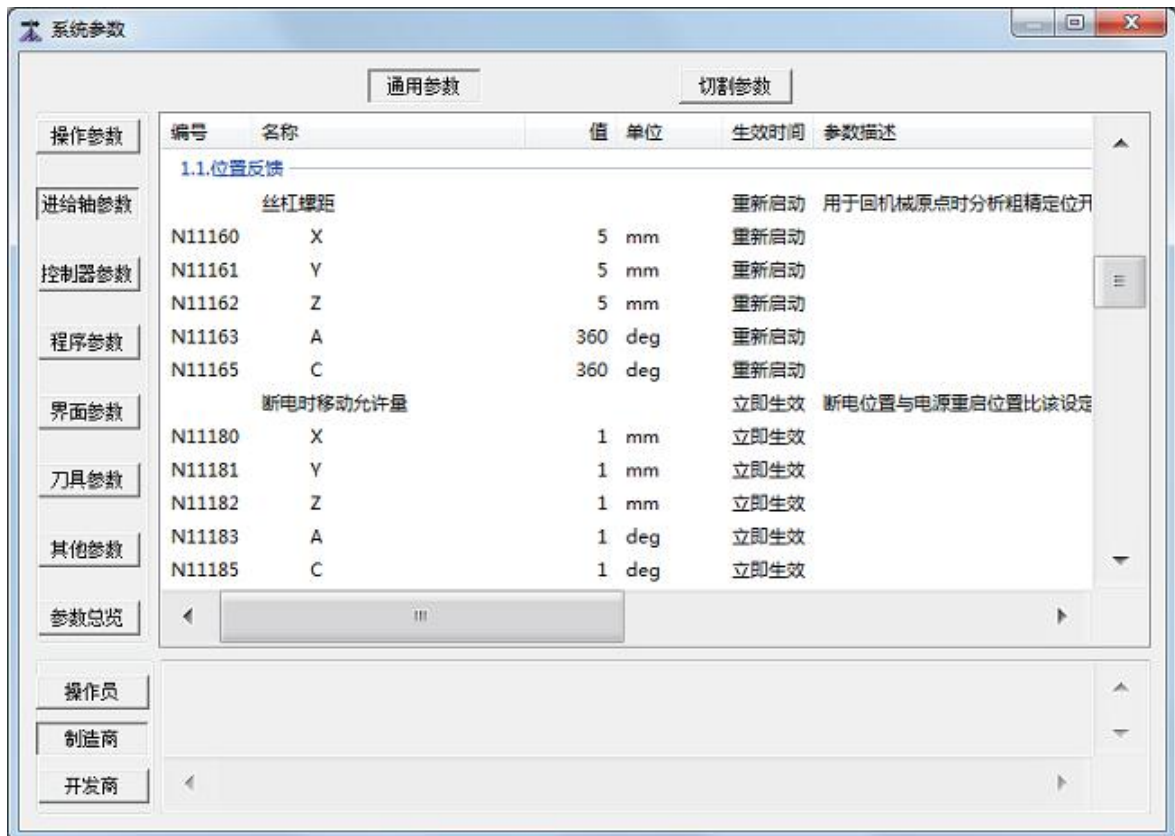 系统参数
通用参数 切割参数
操作参数
进给轴参数
控制器参数
程序参数
界面参数
刀具参数
其他参数
参数总览
编号 名称 值 单位 生效时间 参数描述
1.1.位置反馈
丝杠螺距 重新启动 用于回机械原点时分析粗精定位开
N11160 X 5 mm 重新启动
N11161 Y 5 mm 重新启动
N11162 Z 5 mm 重新启动
N11163 A 360 deg 重新启动
N11165 C 360 deg 重新启动
断电时移动允许量 立即生效 断电位置与电源重启位置比该设定
N11180 X 1 mm 立即生效
N11181 Y 1 mm 立即生效
N11182 Z 1 mm 立即生效
N11183 A 1 deg 立即生效
N11185 C 1 deg 立即生效
操作员
制造商
开发商